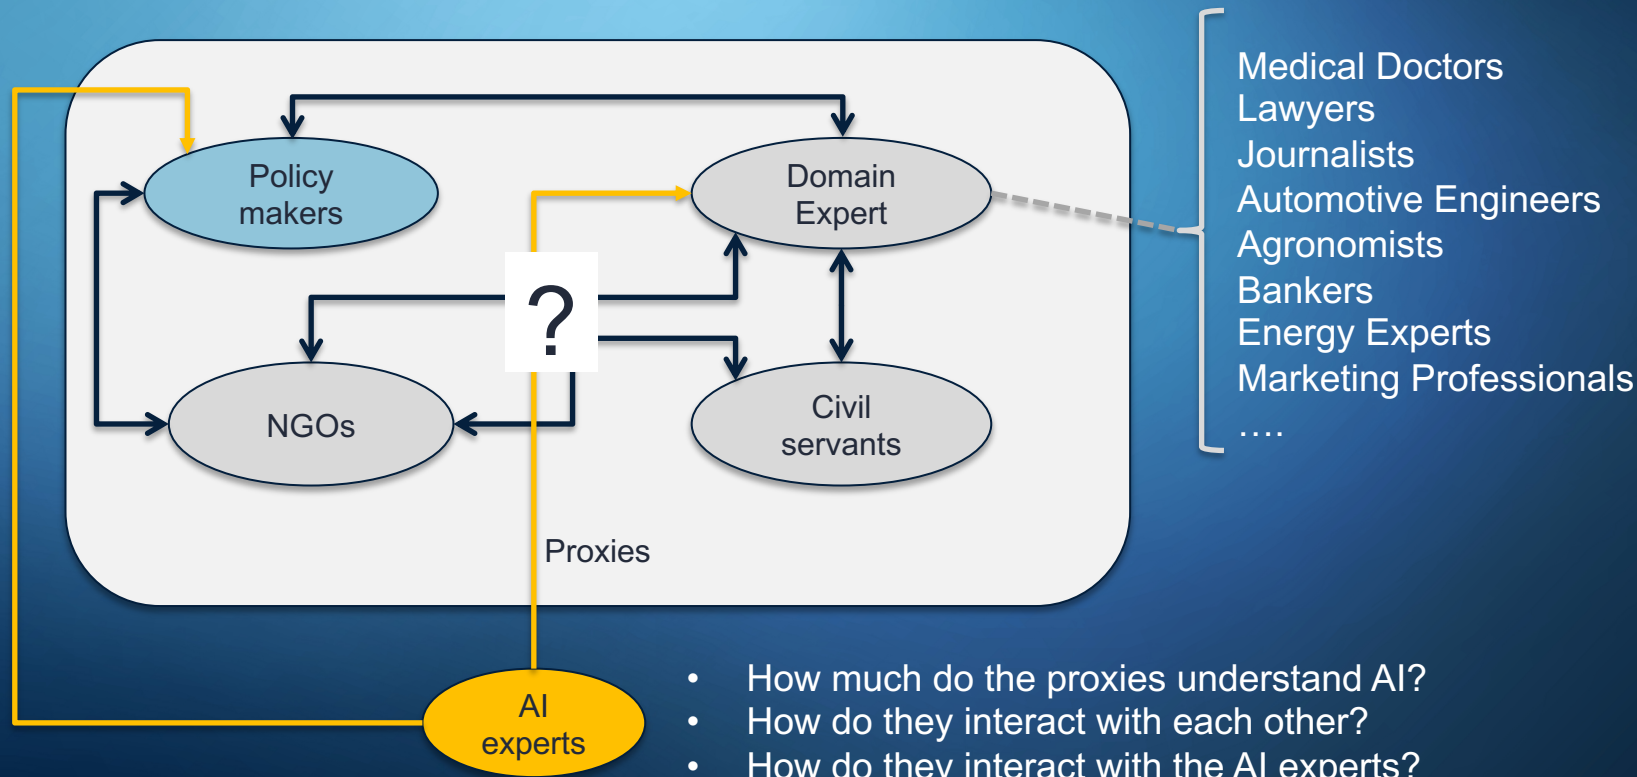 Policy
makers
Domain
Expert
?
NGOs
Civil
servants
Proxies
AI
experts
Medical Doctors
Lawyers
Journalists
Automotive Engineers
Agronomists
Bankers
Energy Experts
Marketing Professionals
....
• How much do the proxies understand AI?
• How do they interact with each other?
• How do they interact with the AI experts?